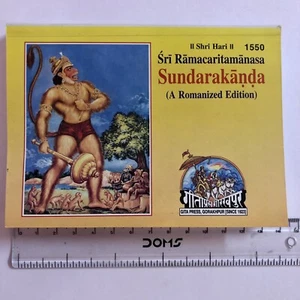 ॥ Shri Hari ॥ 1550
Śrī Rāmacaritamānasa
Sundarakāṇḍa
(A Romanized Edition)
गीताप्रेस गोरखपुर
GITA PRESS, GORAKHPUR [SINCE 1923]
DOMS